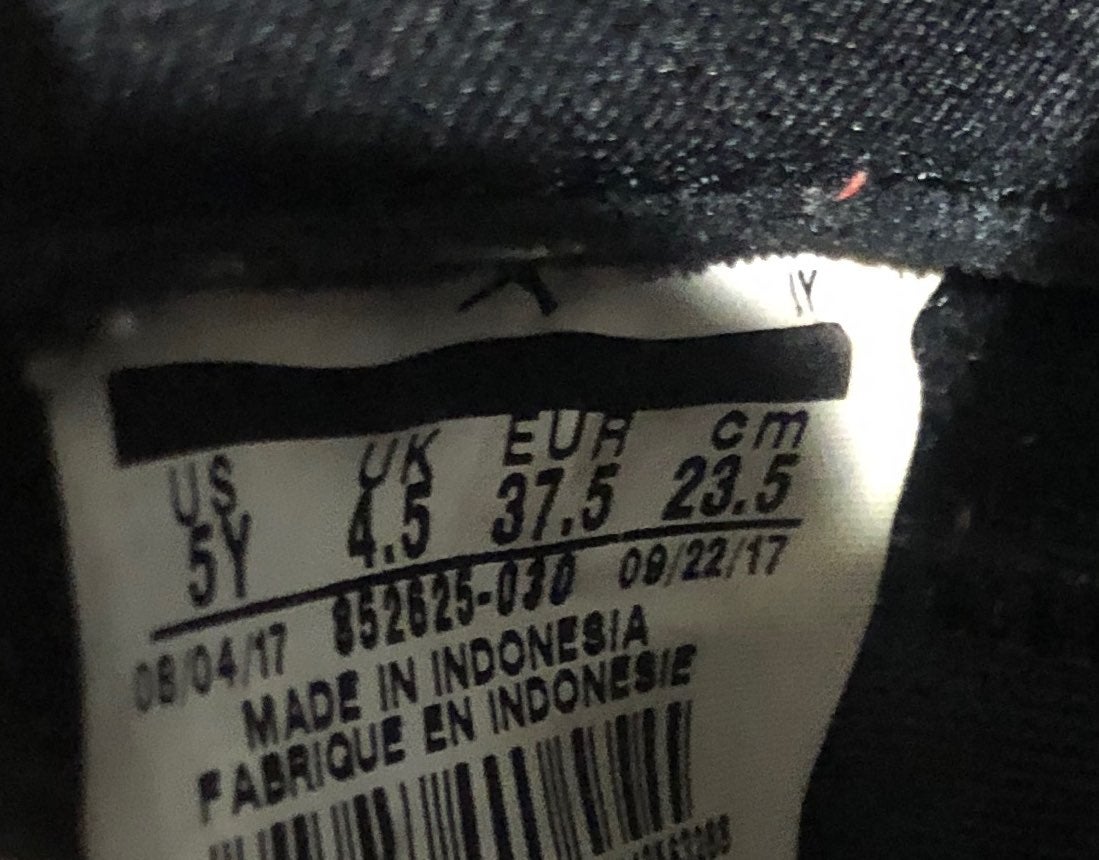 IY
US UK EUR cm
5Y 4.5 37.5 23.5
08/04/17 852625-030 09/22/17
MADE IN INDONESIA
FABRIQUE EN INDONESIE